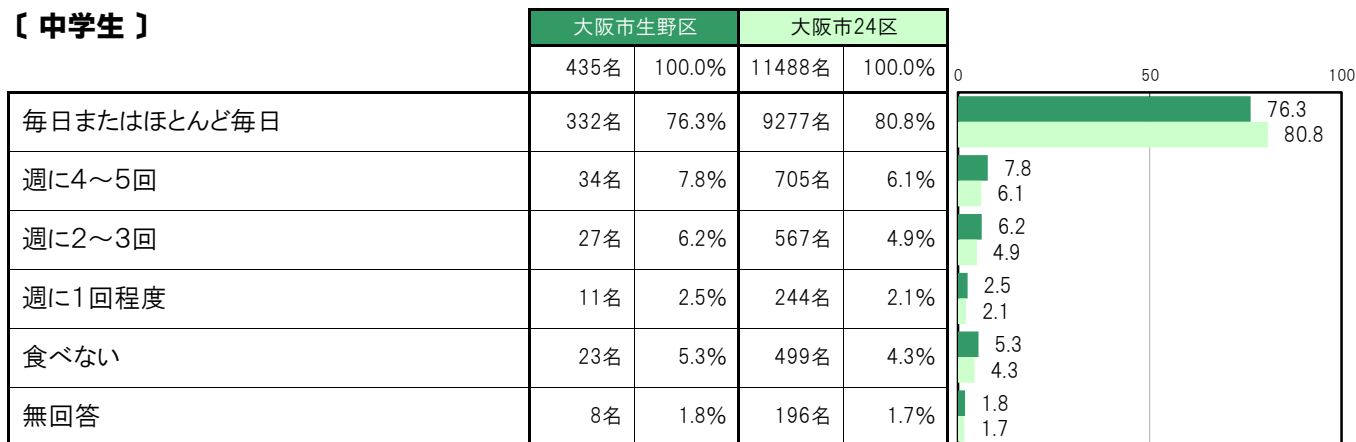 〔 中学生 〕
大阪市生野区 大阪市24区
435名 100.0% 11488名 100.0%
0 50 100
毎日またはほとんど毎日 332名 76.3% 9277名 80.8% 76.3
80.8
週に4～5回 34名 7.8% 705名 6.1% 7.8
6.1
週に2～3回 27名 6.2% 567名 4.9% 6.2
4.9
週に1回程度 11名 2.5% 244名 2.1% 2.5
2.1
食べない 23名 5.3% 499名 4.3% 5.3
4.3
無回答 8名 1.8% 196名 1.7% 1.8
1.7